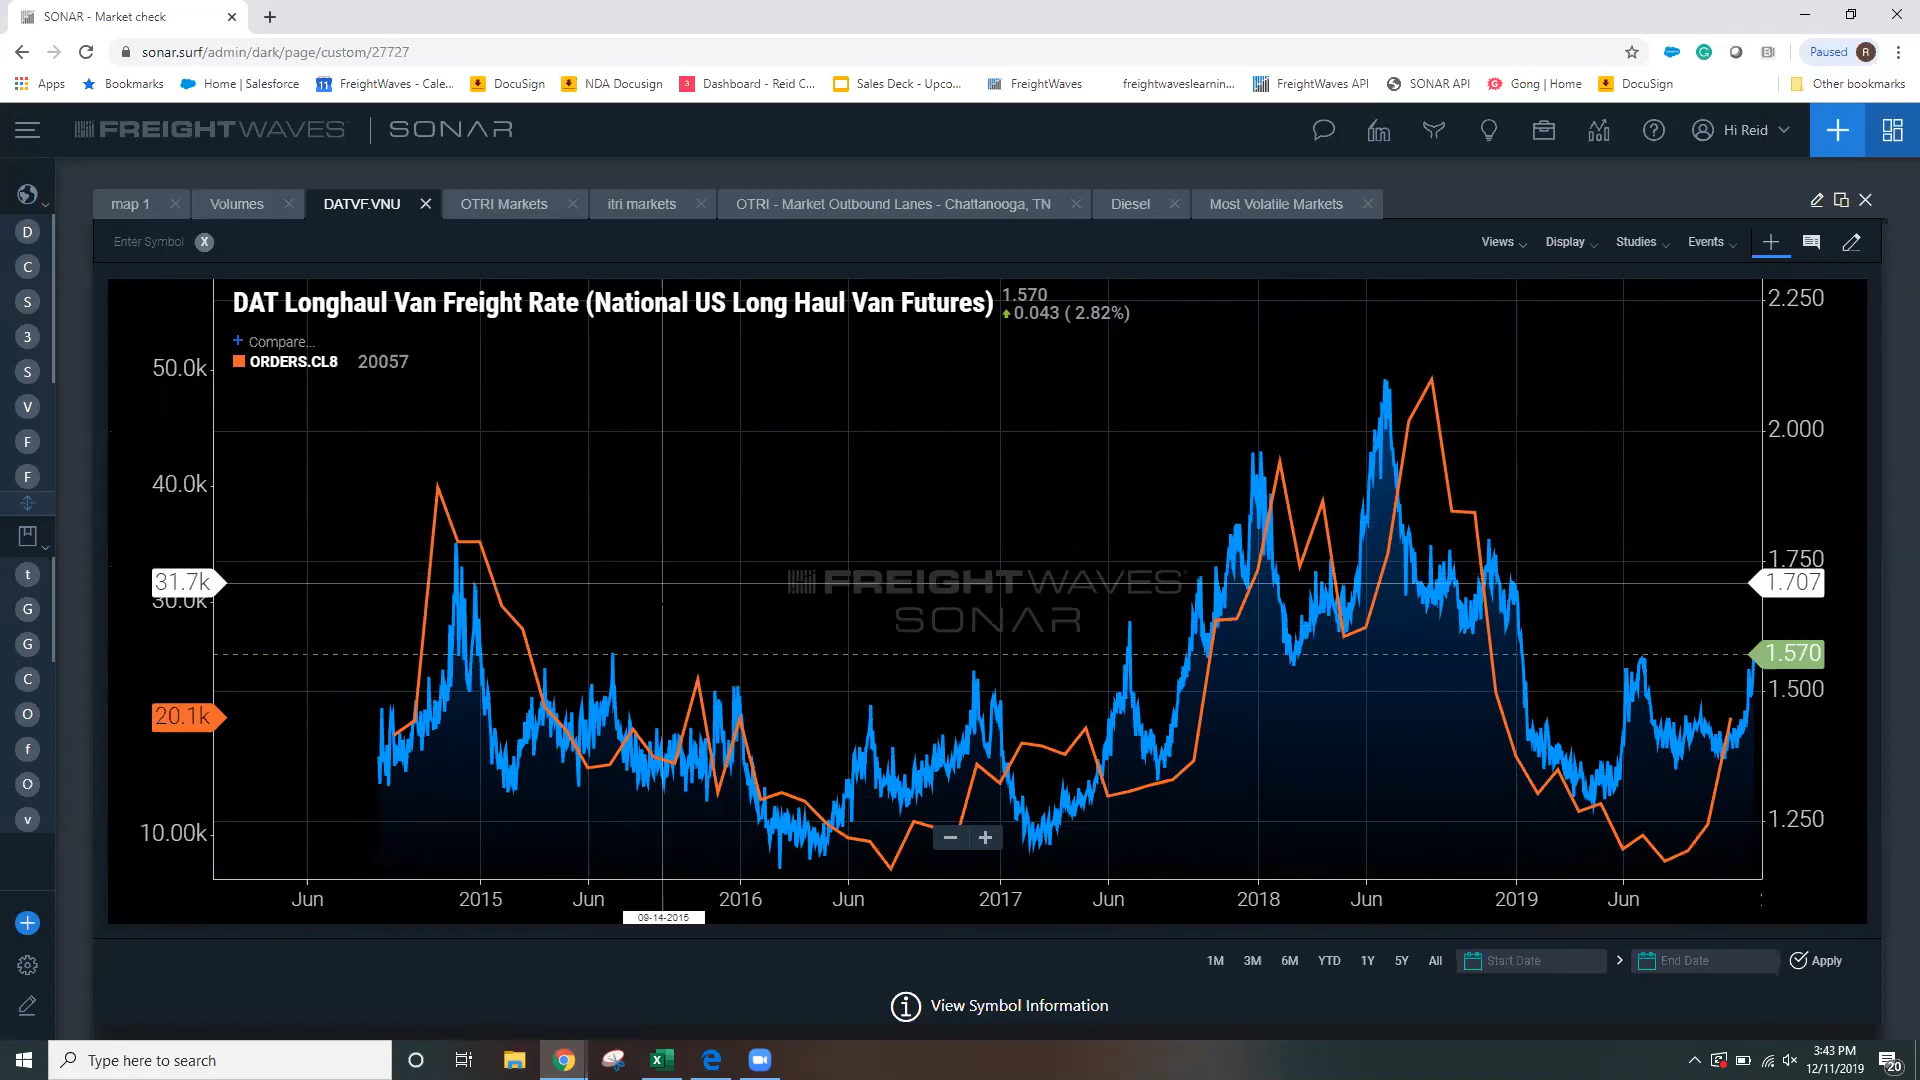 SONAR - Market check
sonar.surf/admin/dark/page/custom/27727
Paused R
Apps Bookmarks Home | Salesforce 11 FreightWaves - Cale... DocuSign NDA Docusign 3 Dashboard - Reid C... Sales Deck - Upco... FreightWaves freightwaveslearnin... FreightWaves API SONAR API Gong | Home DocuSign Other bookmarks
FREIGHTWAVES SONAR Hi Reid
map 1 Volumes DATVF.VNU OTRI Markets itri markets OTRI - Market Outbound Lanes - Chattanooga, TN Diesel Most Volatile Markets
Enter Symbol X Views Display Studies Events
D
C
S
3
S
V
F
F
t
G
G
C
O
f
O
v
DAT Longhaul Van Freight Rate (National US Long Haul Van Futures) 1.570
0.043 ( 2.82%)
+ Compare...
ORDERS.CL8 20057
50.0k
40.0k
31.7k
30.0k
20.1k
10.00k
2.250
2.000
1.750
1.707
1.570
1.500
1.250
FREIGHTWAVES
SONAR
Jun 2015 Jun 2016 Jun 2017 Jun 2018 Jun 2019 Jun
09-14-2015
1M 3M 6M YTD 1Y 5Y All Start Date End Date Apply
View Symbol Information
Type here to search
3:43 PM
12/11/2019
20